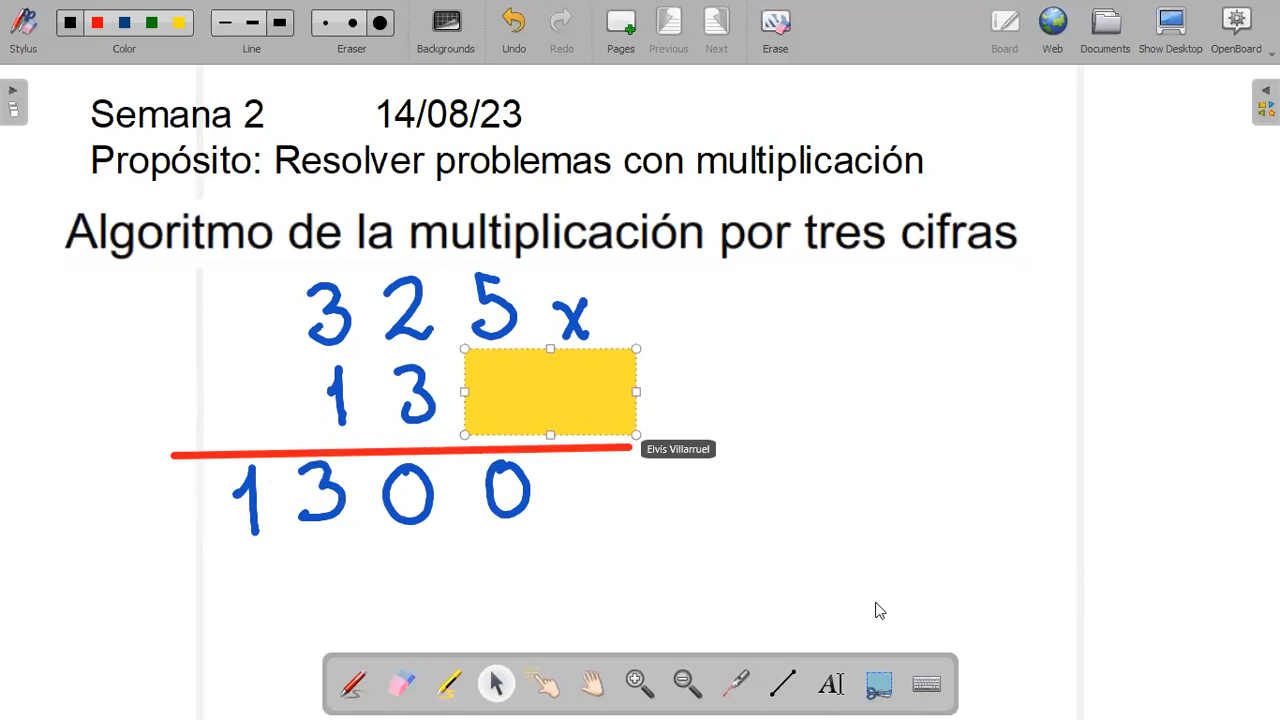 Stylus Color Line Eraser Backgrounds Undo Redo Pages Previous Next Erase Board Web Documents Show Desktop OpenBoard
Semana 2 14/08/23
Propósito: Resolver problemas con multiplicación
Algoritmo de la multiplicación por tres cifras
3 2 5 x
1 3
Elvis Villarruel
1 3 0 0